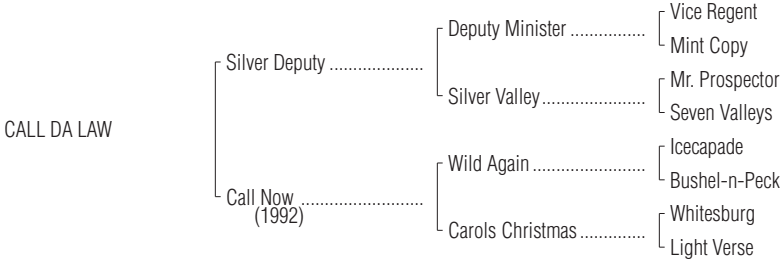 Vice Regent
Deputy Minister ....................
Mint Copy
Silver Deputy ....................
Mr. Prospector
Silver Valley ....................
Seven Valleys
CALL DA LAW
Icecapade
Wild Again ....................
Bushel-n-Peck
Call Now ....................
(1992)
Whitesburg
Carols Christmas ..............
Light Verse